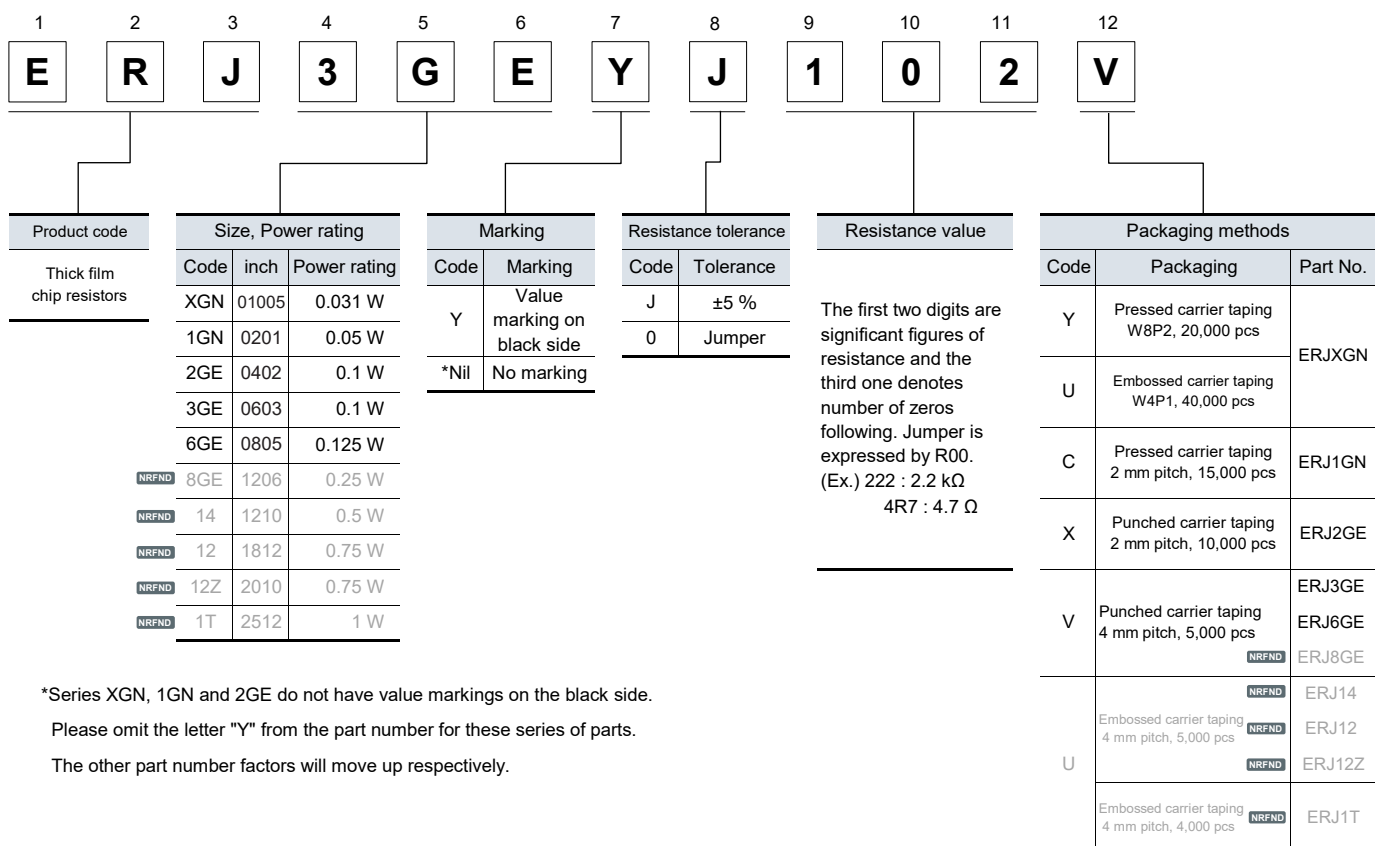 1 2 3 4 5 6 7 8 9 10 11 12
E R J 3 G E Y J 1 0 2 V
Product code
Thick film
chip resistors
Size, Power rating
Code inch Power rating
XGN 01005 0.031 W
1GN 0201 0.05 W
2GE 0402 0.1 W
3GE 0603 0.1 W
6GE 0805 0.125 W
NRFND 8GE 1206 0.25 W
NRFND 14 1210 0.5 W
NRFND 12 1812 0.75 W
NRFND 12Z 2010 0.75 W
NRFND 1T 2512 1 W
Marking
Code Marking
Y
Value
marking on
black side
*Nil No marking
Resistance tolerance
Code Tolerance
J ±5 %
0 Jumper
Resistance value
The first two digits are
significant figures of
resistance and the
third one denotes
number of zeros
following. Jumper is
expressed by R00.
(Ex.) 222 : 2.2 kΩ
4R7 : 4.7 Ω
Packaging methods
Code Packaging Part No.
Y
Pressed carrier taping
W8P2, 20,000 pcs
ERJXGN
U
Embossed carrier taping
W4P1, 40,000 pcs
C
Pressed carrier taping
2 mm pitch, 15,000 pcs
ERJ1GN
X
Punched carrier taping
2 mm pitch, 10,000 pcs
ERJ2GE
V
Punched carrier taping
4 mm pitch, 5,000 pcs
ERJ3GE
ERJ6GE
NRFND ERJ8GE
U
Embossed carrier taping
4 mm pitch, 5,000 pcs
NRFND ERJ14
NRFND ERJ12
NRFND ERJ12Z
Embossed carrier taping
4 mm pitch, 4,000 pcs
NRFND ERJ1T
*Series XGN, 1GN and 2GE do not have value markings on the black side.
Please omit the letter "Y" from the part number for these series of parts.
The other part number factors will move up respectively.